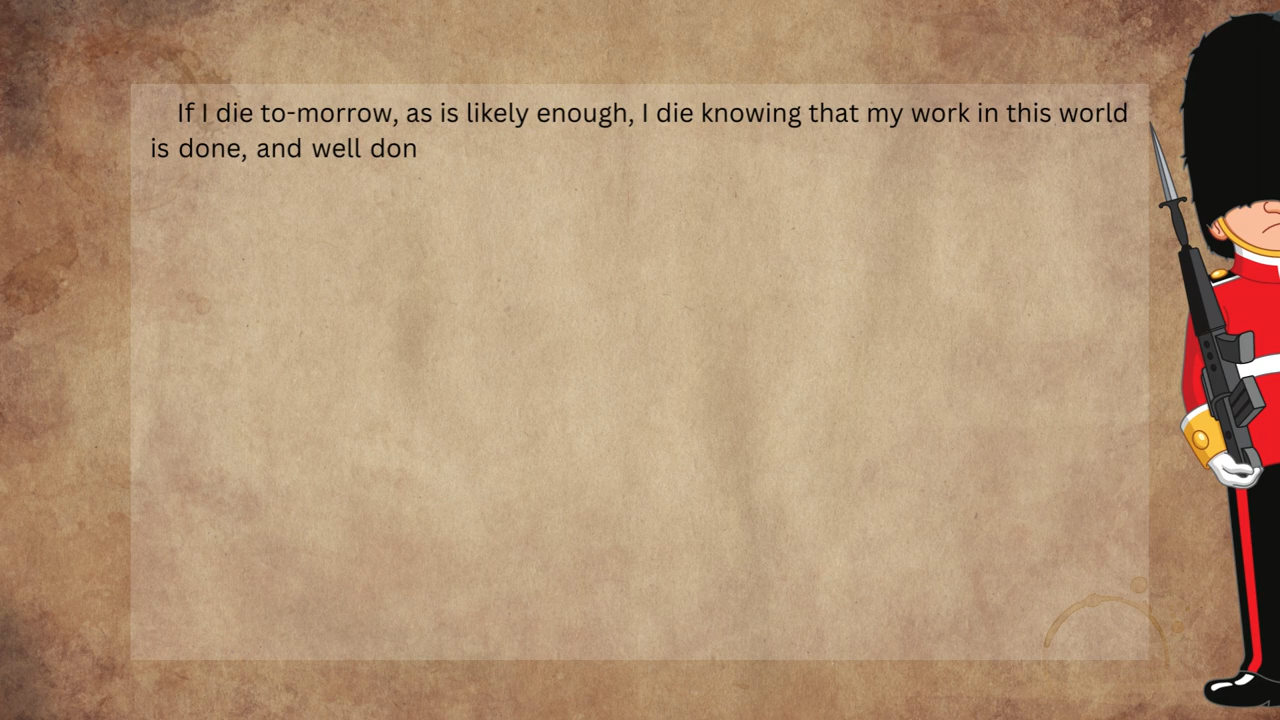 If I die to-morrow, as is likely enough, I die knowing that my work in this world
is done, and well don